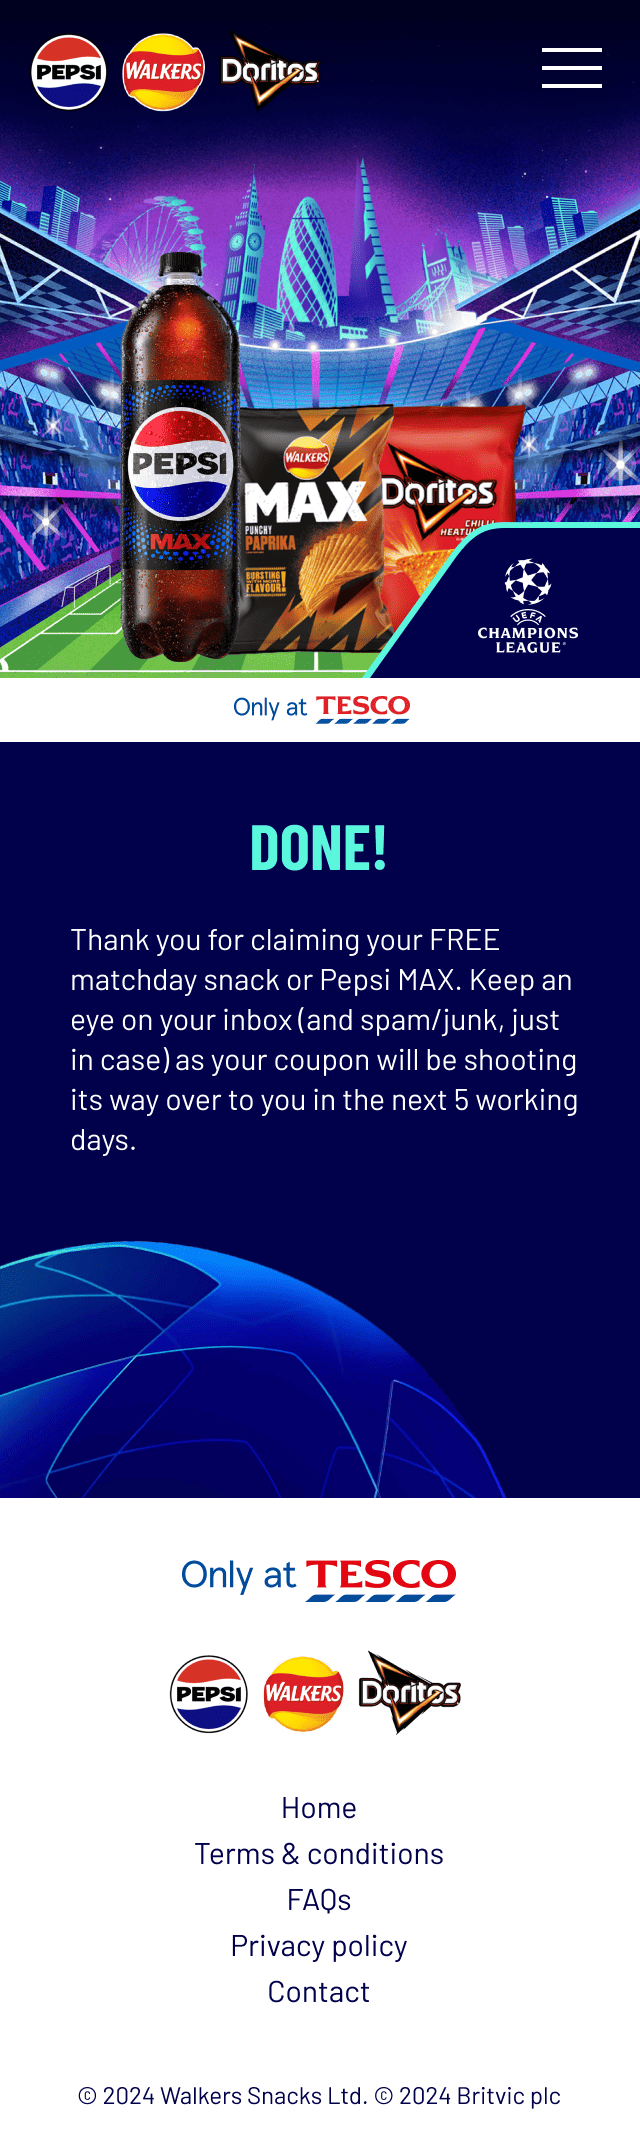 PEPSI WALKERS Doritos
PEPSI
MAX
WALKERS
MAX
PUNCHY
PAPRIKA
BURSTING
WITH MORE
FLAVOUR!
Doritos
CHILLI
UEFA
CHAMPIONS
LEAGUE
Only at TESCO
DONE!
Thank you for claiming your FREE
matchday snack or Pepsi MAX. Keep an
eye on your inbox (and spam/junk, just
in case) as your coupon will be shooting
its way over to you in the next 5 working
days.
Only at TESCO
PEPSI WALKERS Doritos
Home
Terms & conditions
FAQs
Privacy policy
Contact
© 2024 Walkers Snacks Ltd. © 2024 Britvic plc